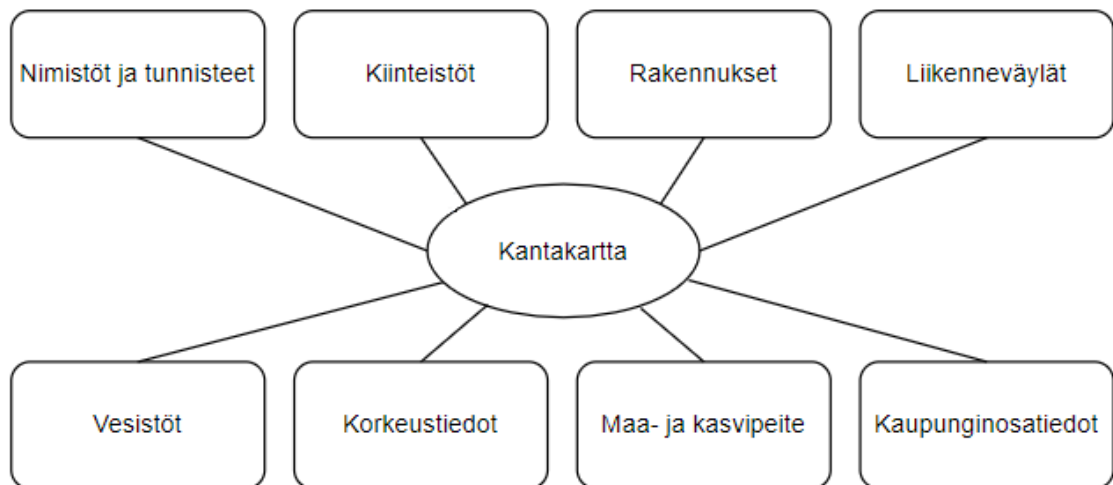 Nimistöt ja tunnisteet
Kiinteistöt
Rakennukset
Liikenneväylät
Kantakartta
Vesistöt
Korkeustiedot
Maa- ja kasvipeite
Kaupunginosatiedot